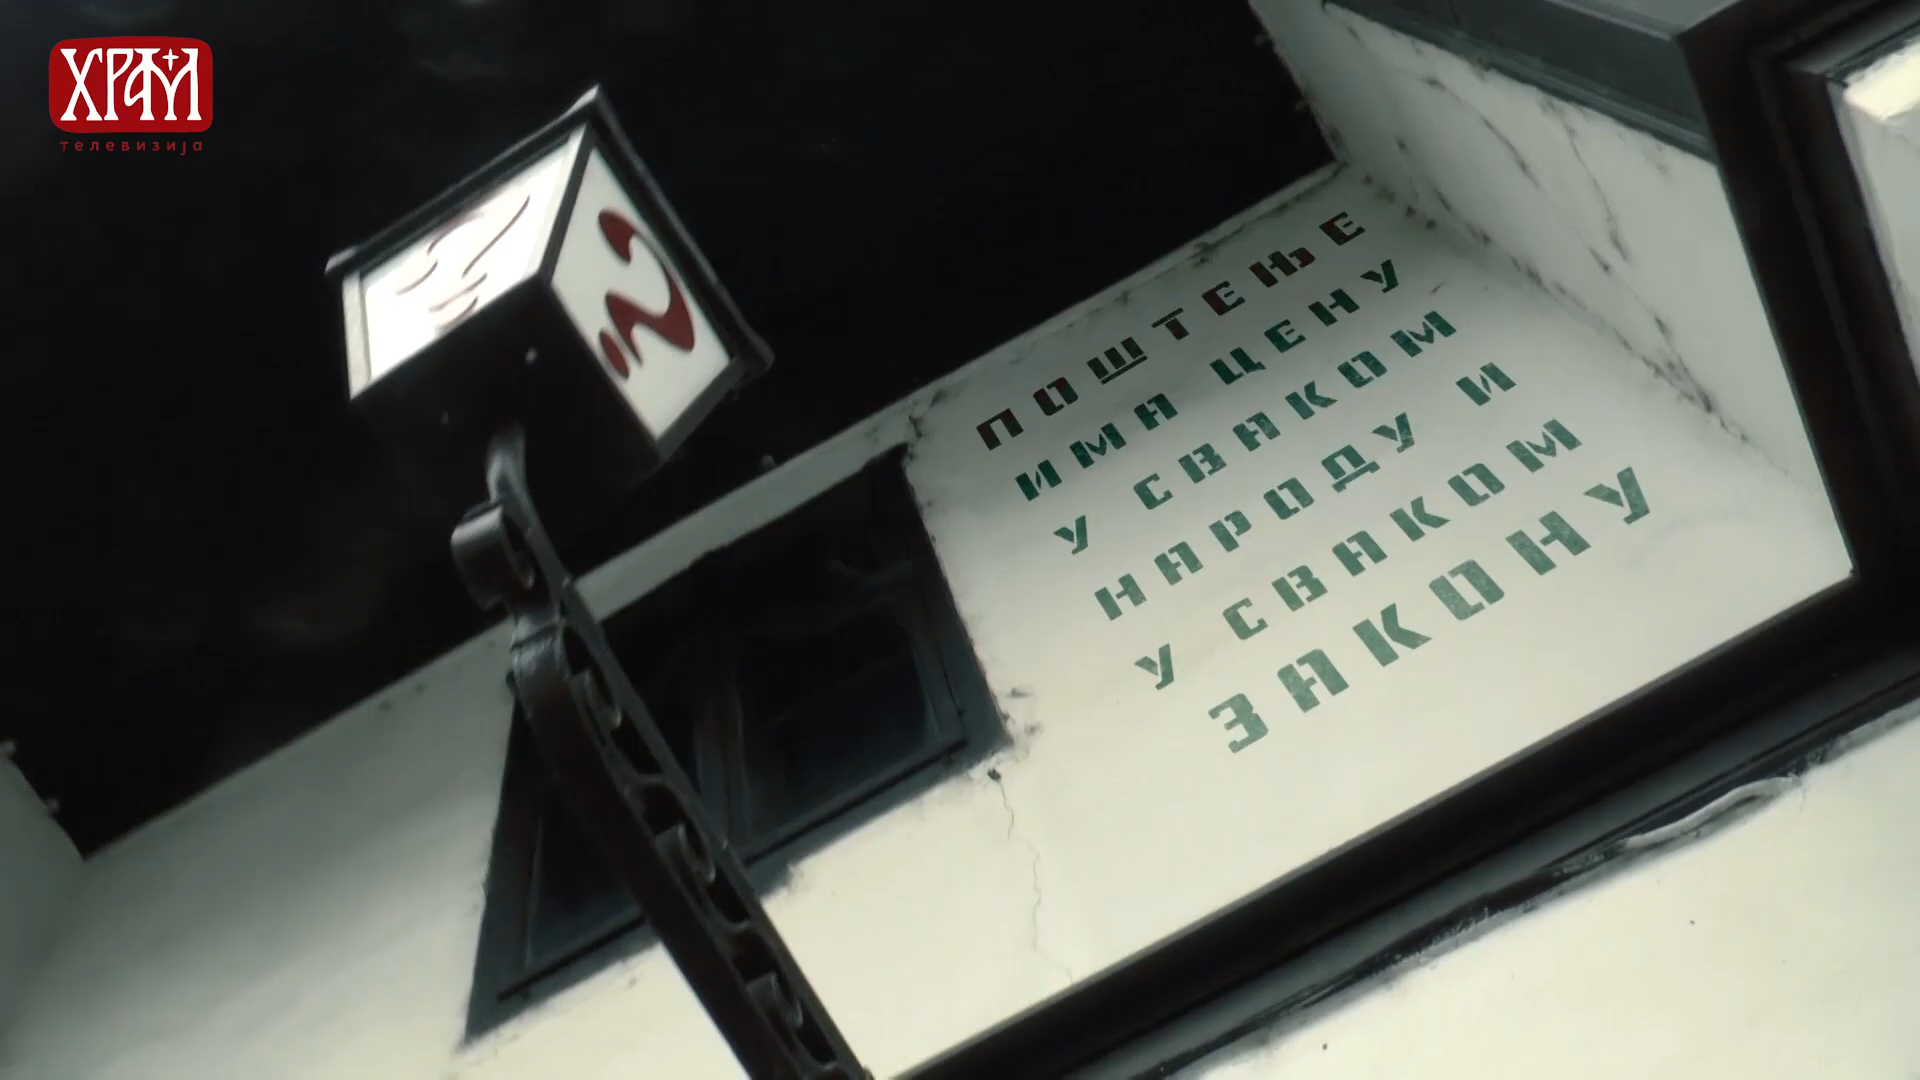 ХРАМ
телевизија
?
ПОШТЕЊЕ
ИМА ЦЕНУ
У СВАКОМ
НАРОДУ И
У СВАКОМ
ЗАКОНУ